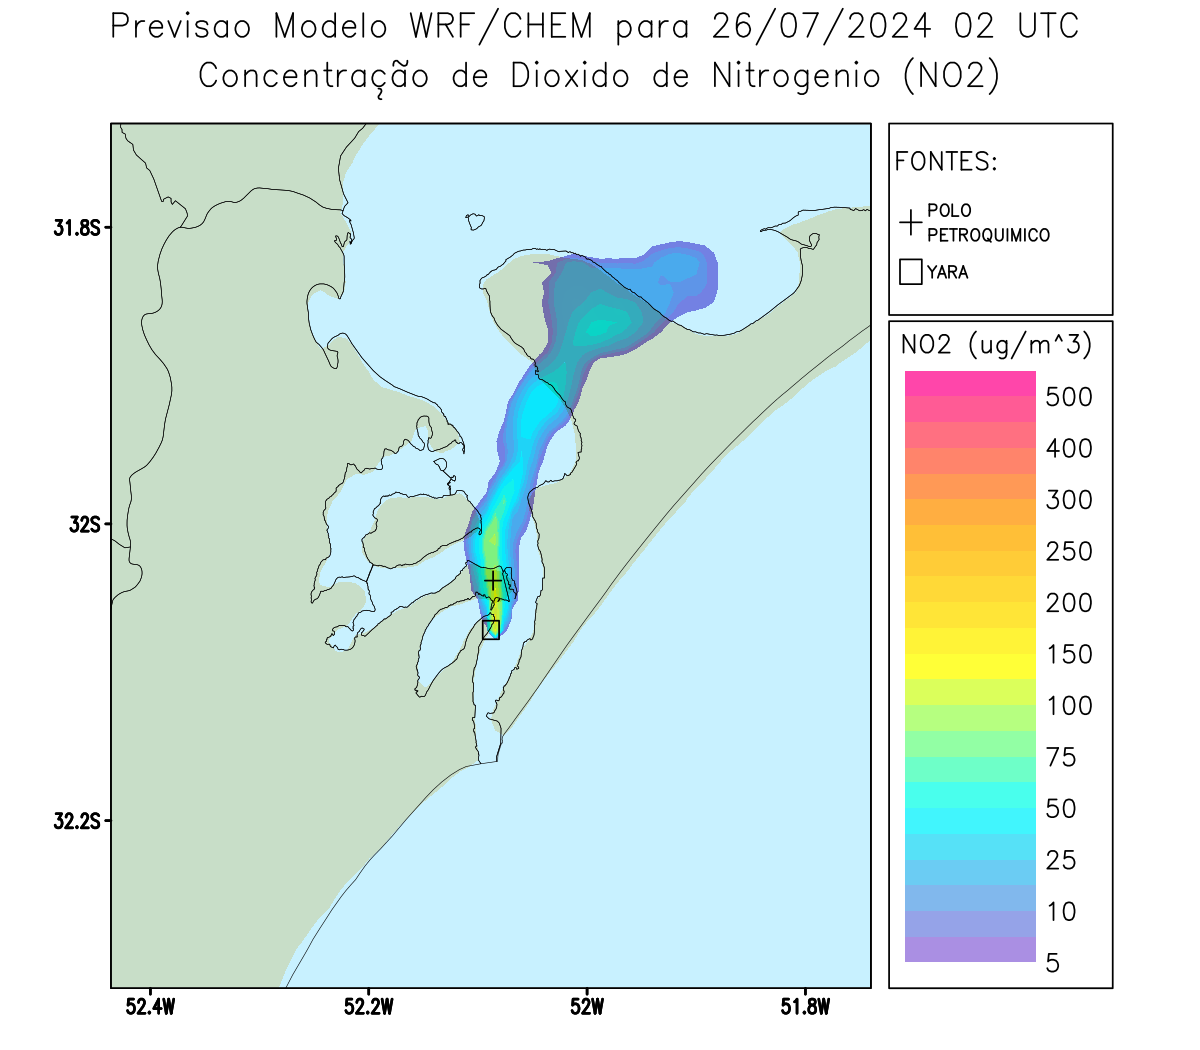 Previsao Modelo WRF/CHEM para 26/07/2024 02 UTC
Concentração de Dioxido de Nitrogenio (NO2)
FONTES:
POLO
PETROQUIMICO
YARA
NO2 (ug/m^3)
500
400
300
250
200
150
100
75
50
25
10
5
31.8S
32S
32.2S
52.4W
52.2W
52W
51.8W